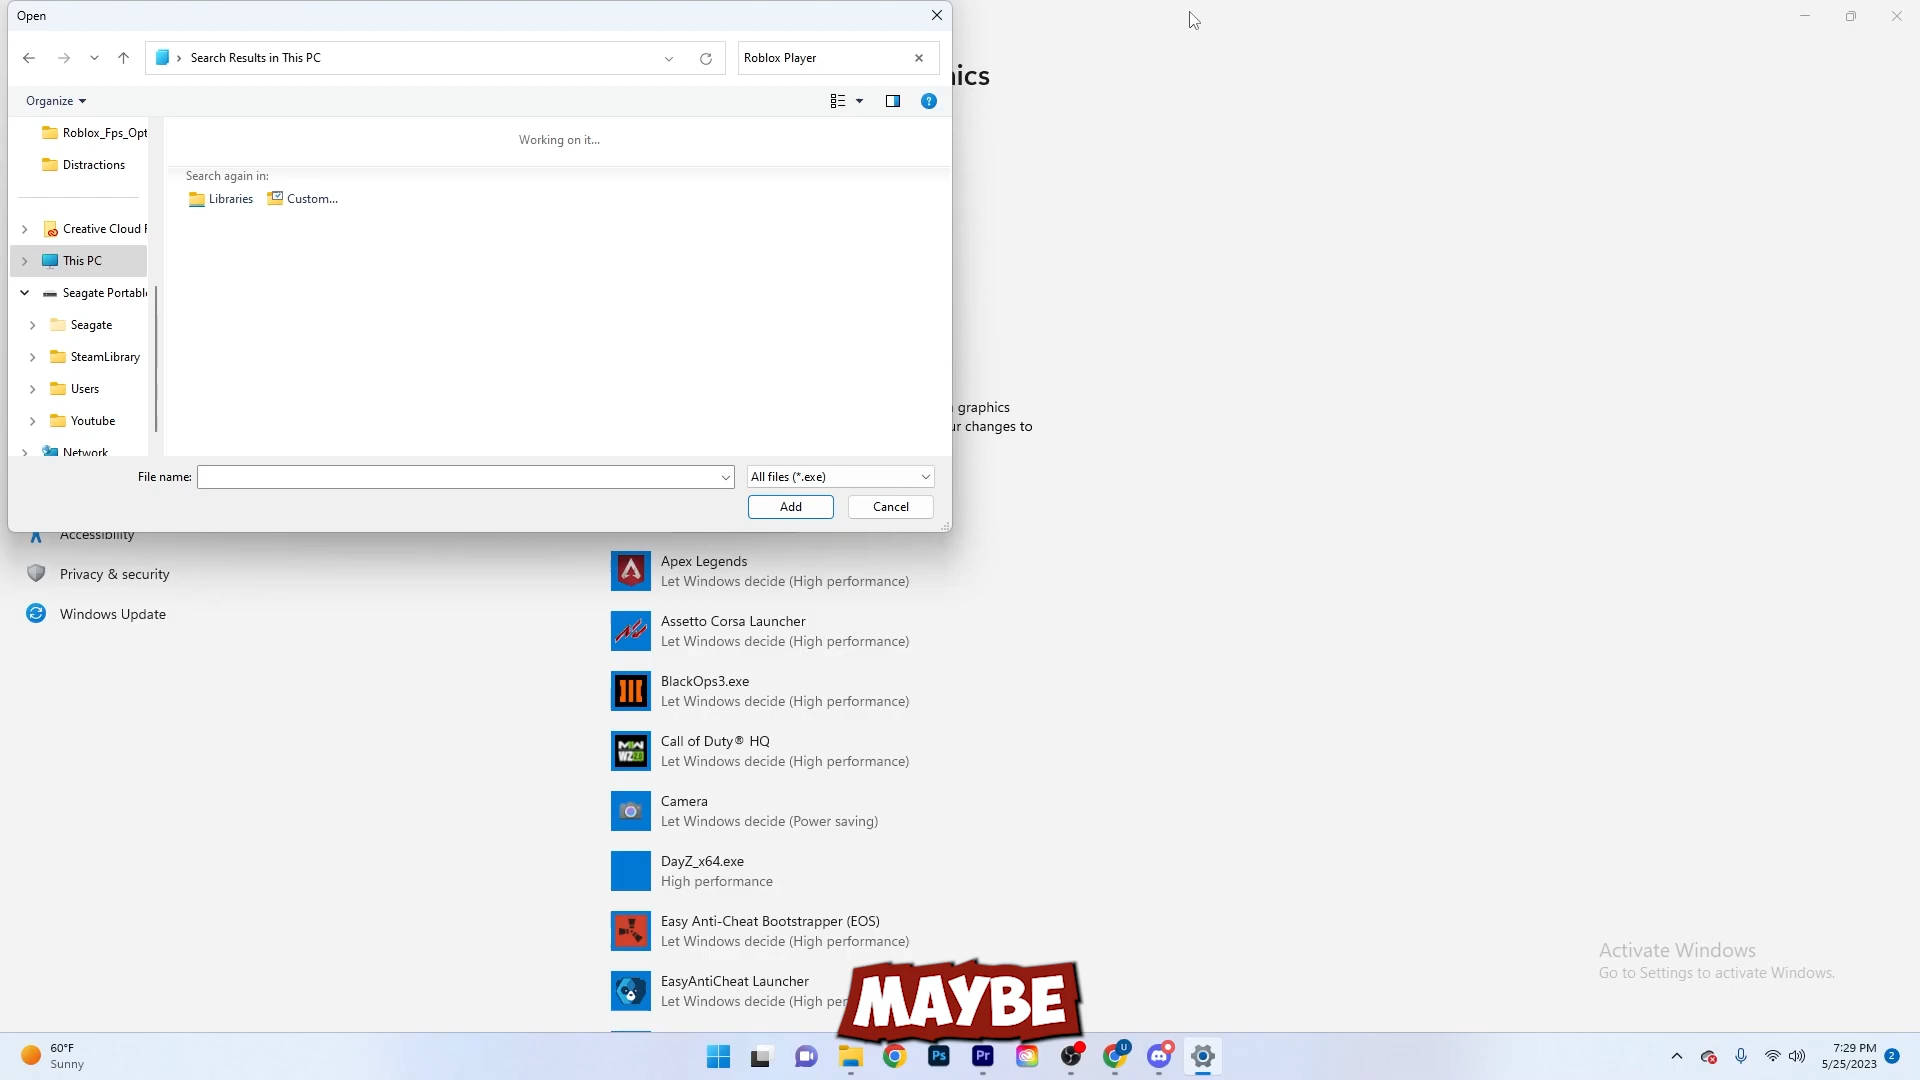 Open
Search Results in This PC
Roblox Player
ics
Organize
Roblox_Fps_Opt
Working on it...
Distractions
Search again in:
Libraries
Custom...
Creative Cloud F
This PC
Seagate Portable
Seagate
SteamLibrary
Users
Youtube
Network
graphics
ur changes to
File name:
All files (*.exe)
Add
Cancel
Accessibility
Privacy & security
Windows Update
Apex Legends
Let Windows decide (High performance)
Assetto Corsa Launcher
Let Windows decide (High performance)
BlackOps3.exe
Let Windows decide (High performance)
Call of Duty® HQ
Let Windows decide (High performance)
Camera
Let Windows decide (Power saving)
DayZ_x64.exe
High performance
Easy Anti-Cheat Bootstrapper (EOS)
Let Windows decide (High performance)
EasyAntiCheat Launcher
Let Windows decide (High per
MAYBE
Activate Windows
Go to Settings to activate Windows.
60°F
Sunny
Ps
Pr
U
7:29 PM
5/25/2023
2